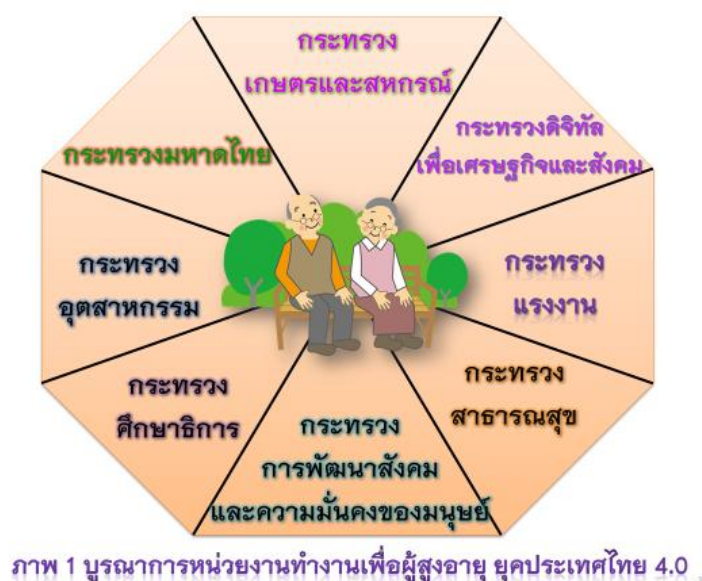 กระทรวง
เกษตรและสหกรณ์
กระทรวงดิจิทัล
เพื่อเศรษฐกิจและสังคม
กระทรวงมหาดไทย
กระทรวง
แรงงาน
กระทรวง
อุตสาหกรรม
กระทรวง
สาธารณสุข
กระทรวง
ศึกษาธิการ
กระทรวง
การพัฒนาสังคม
และความมั่นคงของมนุษย์
ภาพ 1 บูรณาการหน่วยงานทำงานเพื่อผู้สูงอายุ ยุคประเทศไทย 4.0